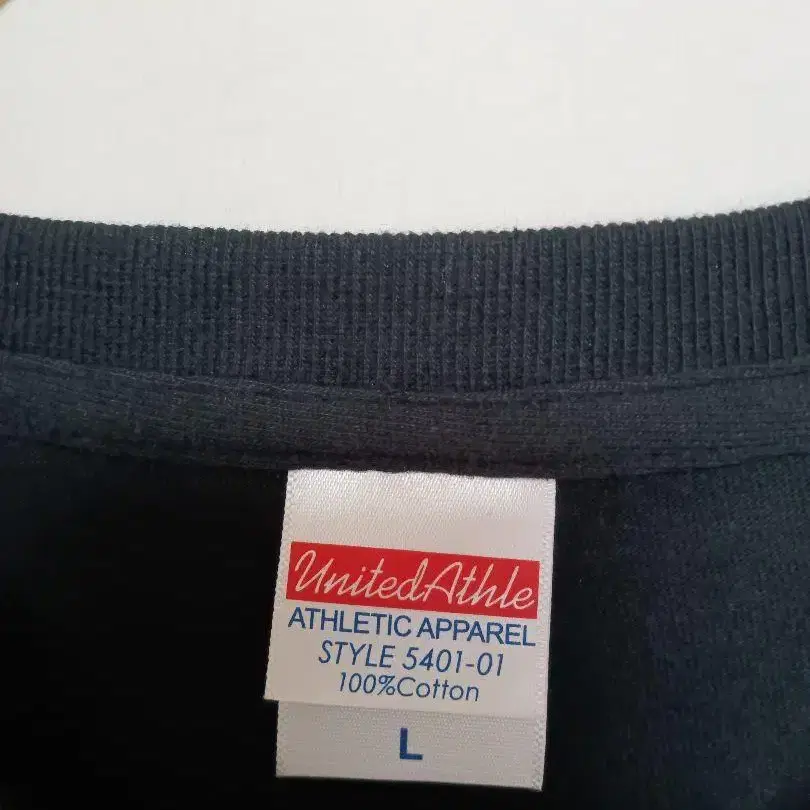 UnitedAthle
ATHLETIC APPAREL
STYLE 5401-01
100%Cotton
L